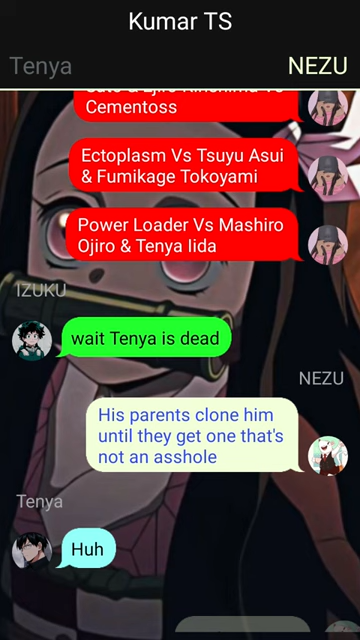 Kumar TS
Tenya NEZU
Cementoss
Ectoplasm Vs Tsuyu Asui
& Fumikage Tokoyami
Power Loader Vs Mashiro
Ojiro & Tenya Iida
IZUKU
wait Tenya is dead
NEZU
His parents clone him
until they get one that's
not an asshole
Tenya
Huh